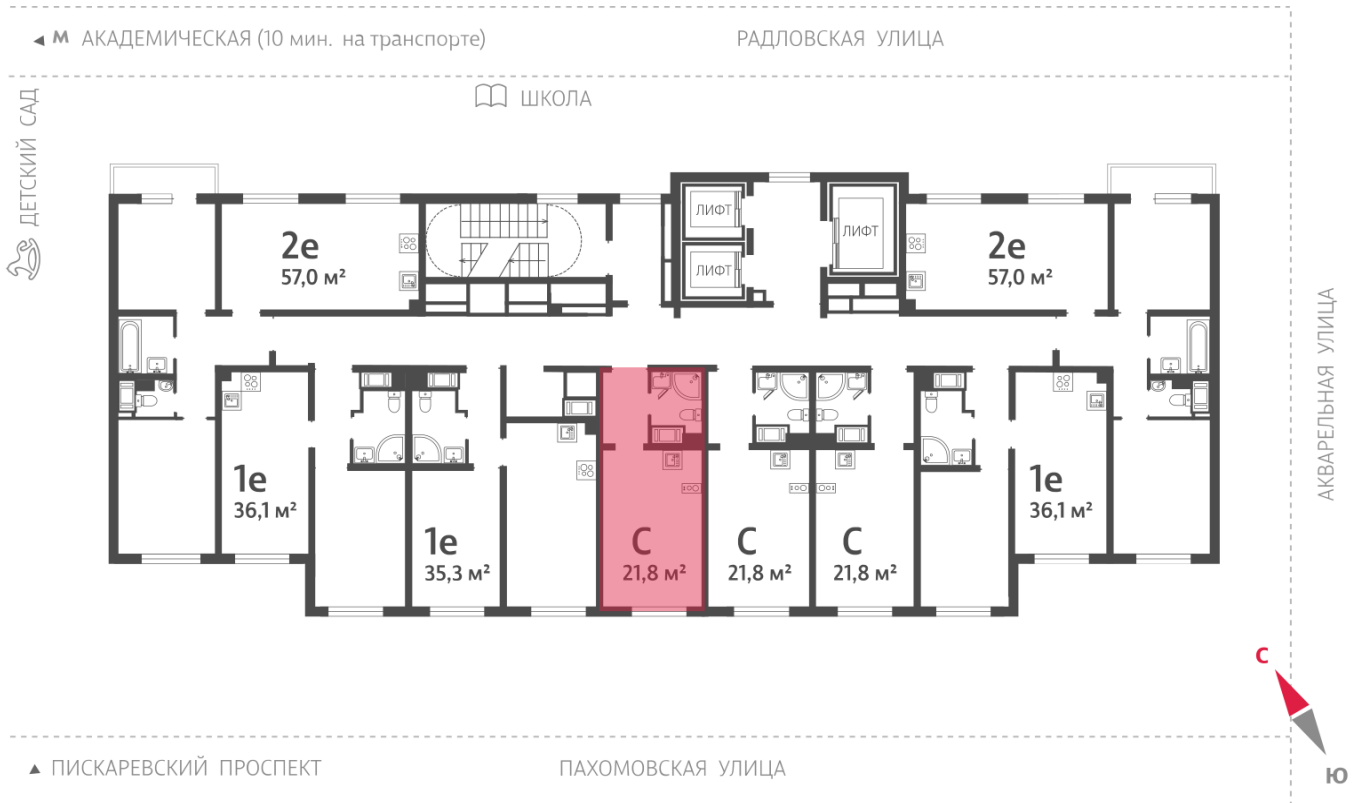 М АКАДЕМИЧЕСКАЯ (10 мин. на транспорте)
РАДЛОВСКАЯ УЛИЦА
ШКОЛА
ДЕТСКИЙ САД
ЛИФТ
ЛИФТ
ЛИФТ
2е
57,0 м²
2е
57,0 м²
АКВАРЕЛЬНАЯ УЛИЦА
1е
36,1 м²
1е
35,3 м²
С
21,8 м²
С
21,8 м²
С
21,8 м²
1е
36,1 м²
С
Ю
ПИСКАРЕВСКИЙ ПРОСПЕКТ
ПАХОМОВСКАЯ УЛИЦА